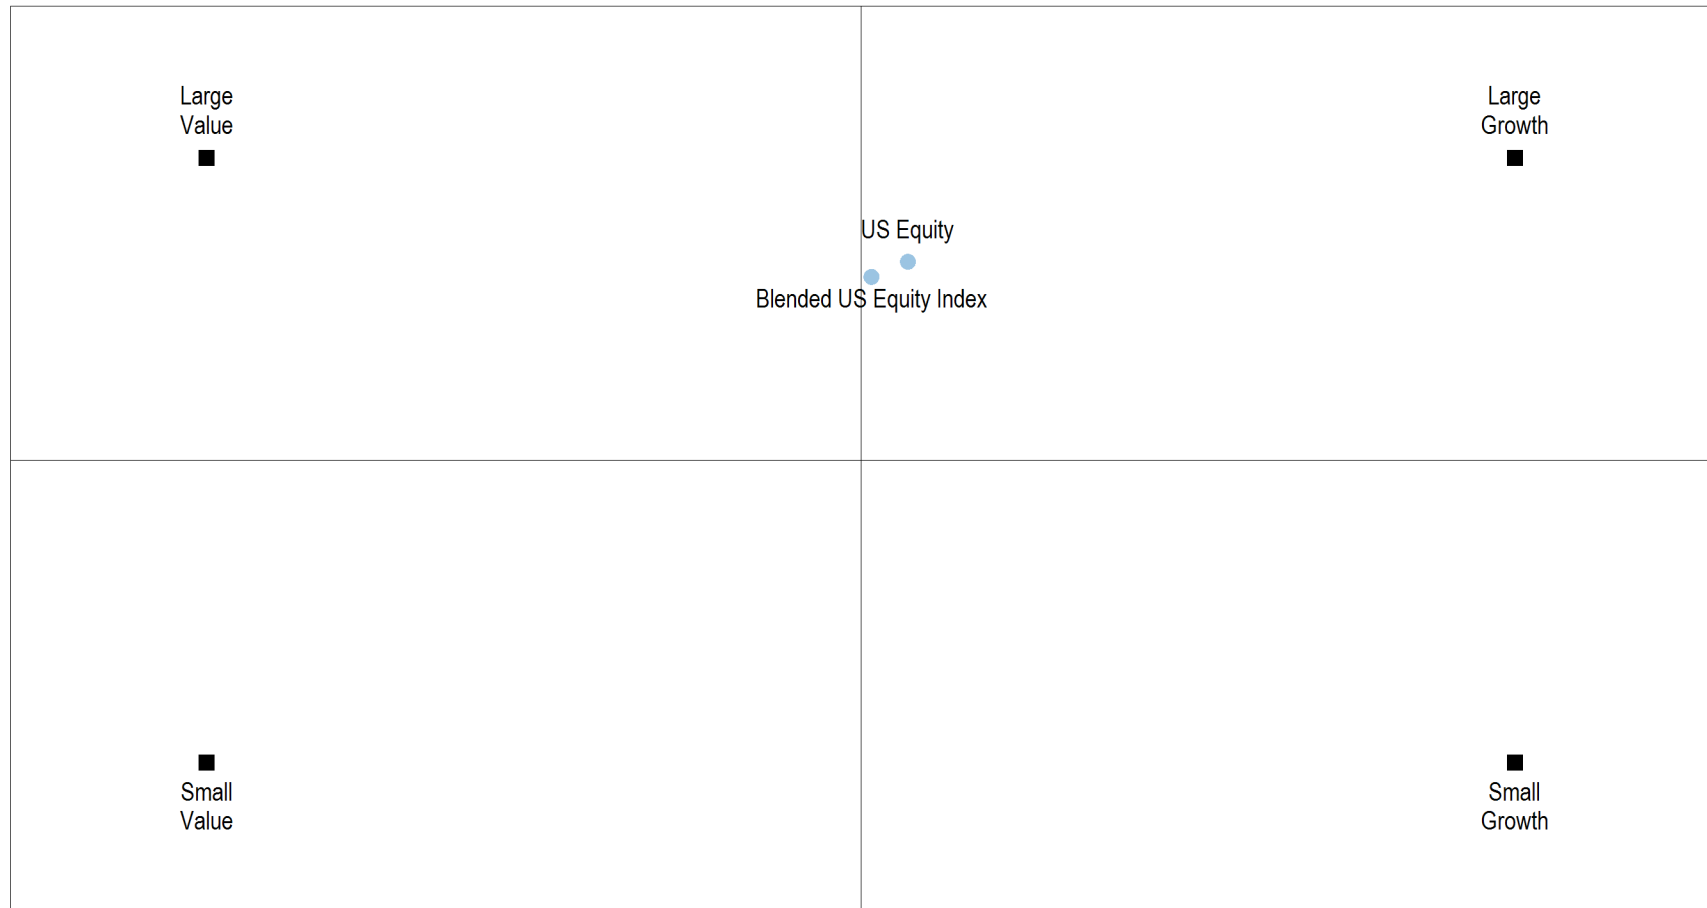 Large
Value
Large
Growth
US Equity
Blended US Equity Index
Small
Value
Small
Growth